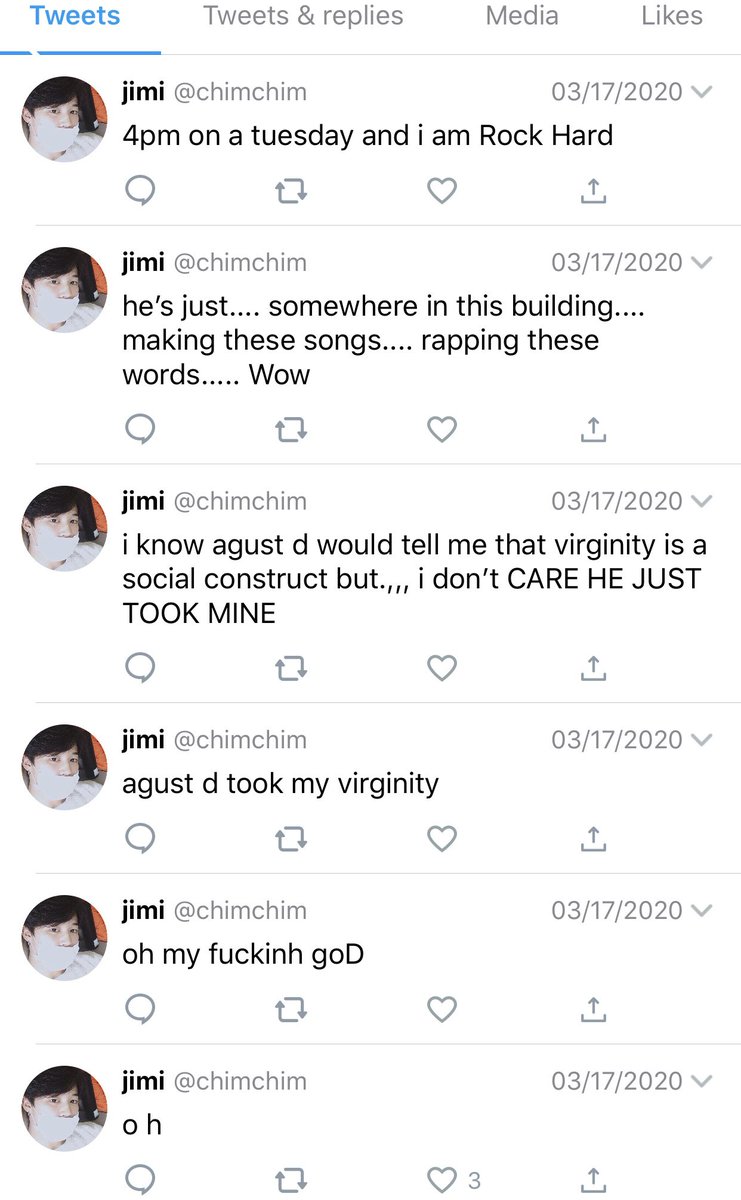 Tweets Tweets & replies Media Likes
jimi @chimchim 03/17/2020
4pm on a tuesday and i am Rock Hard
jimi @chimchim 03/17/2020
he’s just.... somewhere in this building....
making these songs.... rapping these
words..... Wow
jimi @chimchim 03/17/2020
i know agust d would tell me that virginity is a
social construct but.,,, i don’t CARE HE JUST
TOOK MINE
jimi @chimchim 03/17/2020
agust d took my virginity
jimi @chimchim 03/17/2020
oh my fuckinh goD
jimi @chimchim 03/17/2020
o h
3